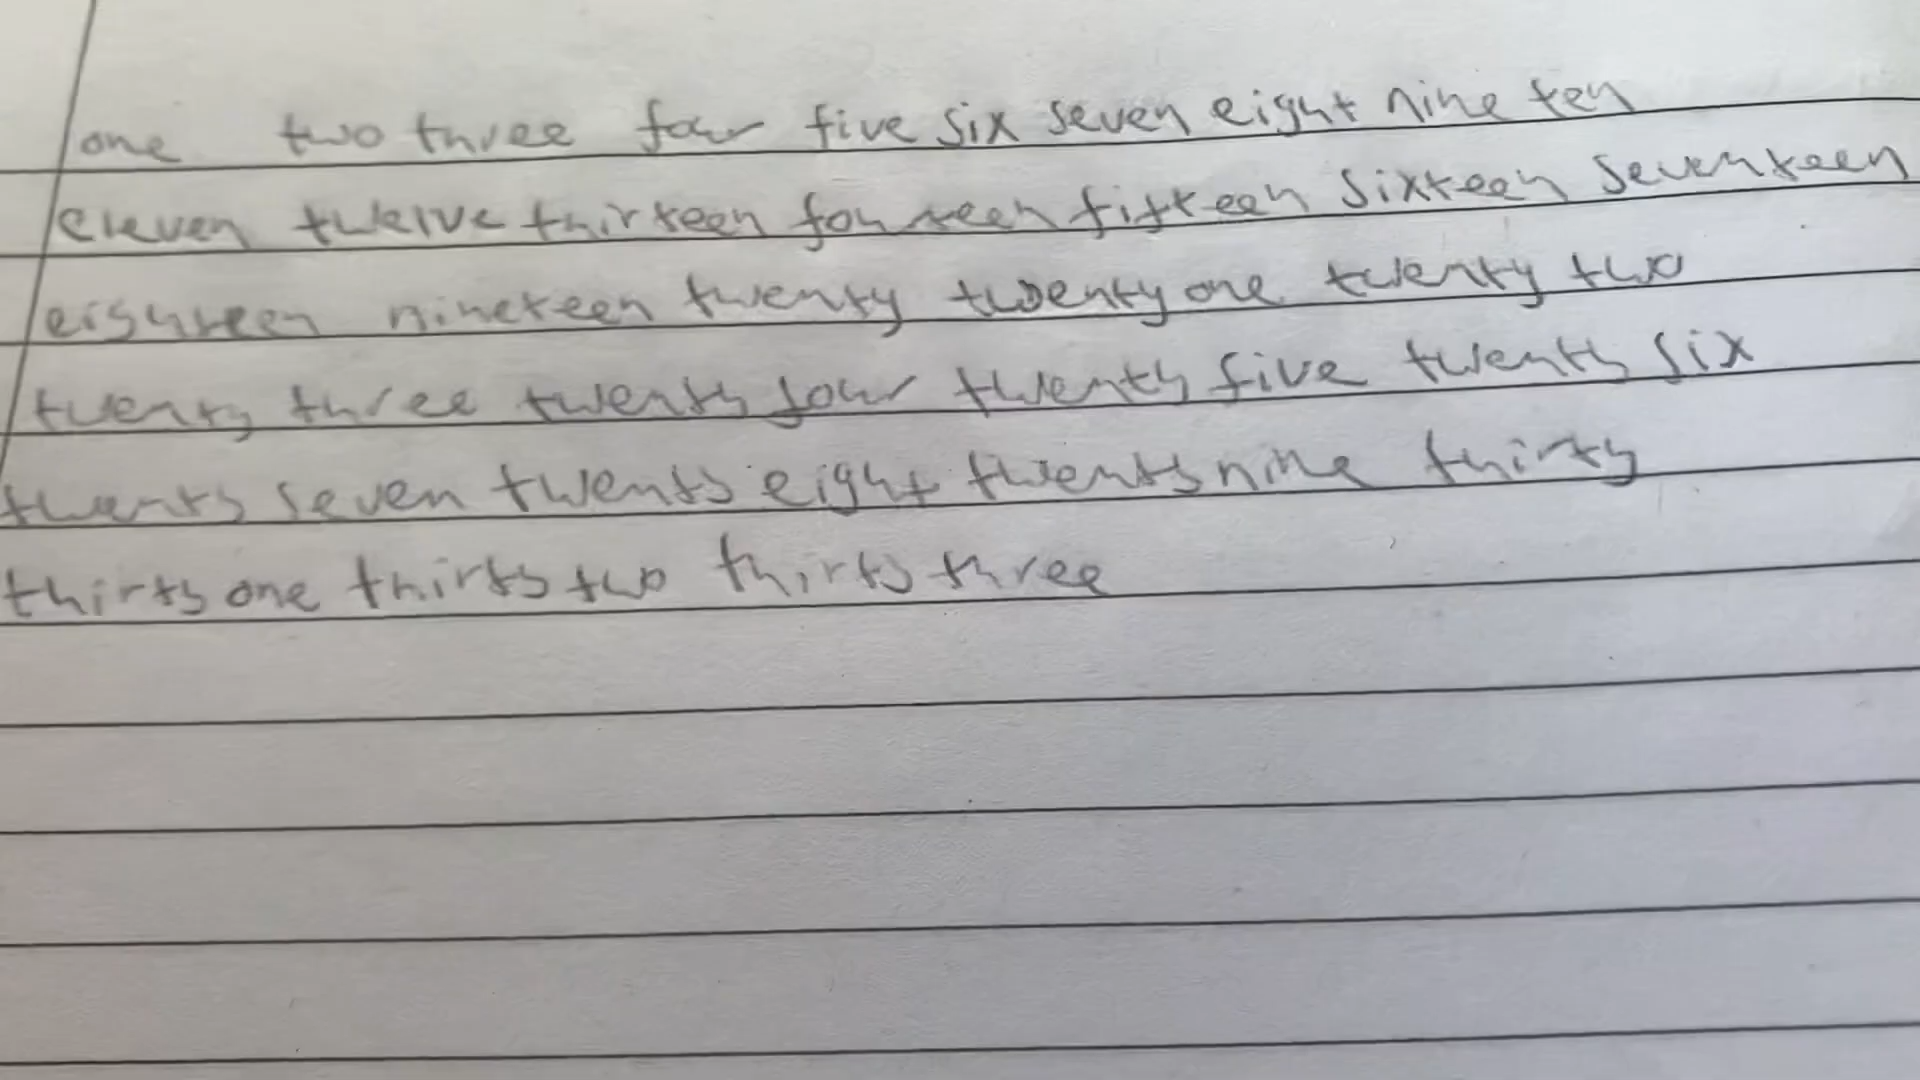 one two three four five six seven eight nine ten
eleven twelve thirteen fourteen fifteen sixteen seventeen
eighteen nineteen twenty twenty one twenty two
twenty three twenty four twenty five twenty six
twenty seven twenty eight twenty nine thirty
thirty one thirty two thirty three